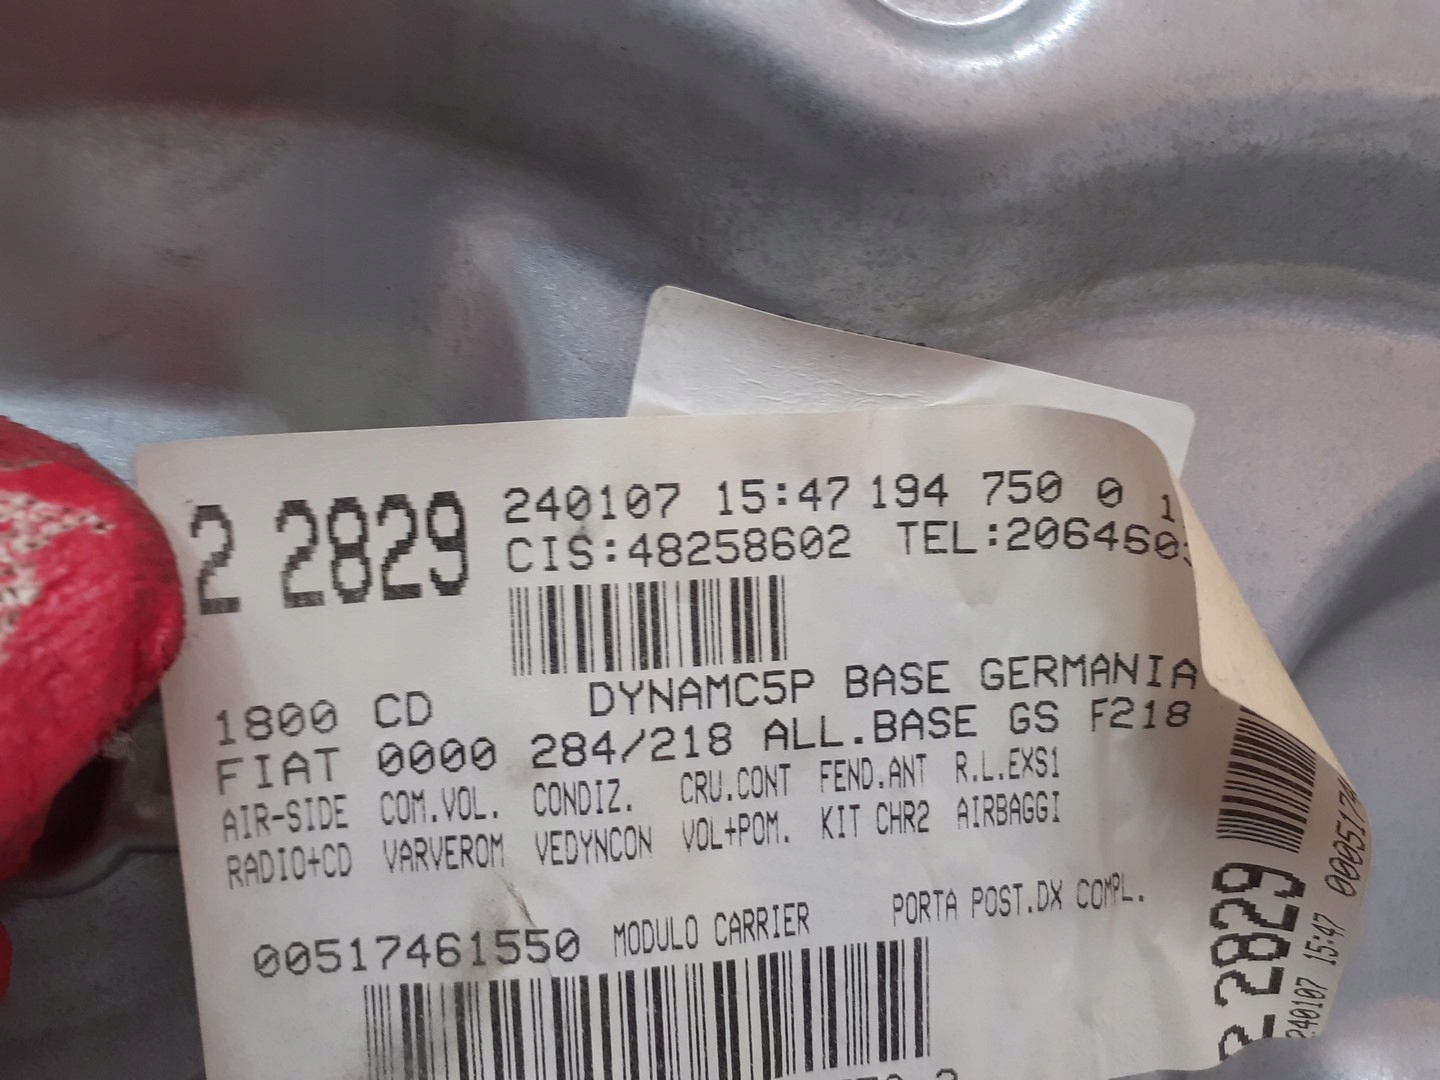 2 2829
240107 15:47 194 750 0 1
CIS:48258602 TEL:206460
1800 CD DYNAMC5P BASE GERMANIA
FIAT 0000 284/218 ALL.BASE GS F218
AIR-SIDE COM.VOL. CONDIZ. CRU.CONT FEND.ANT R.L.EXS1
RADIO+CD VARVEROM VEDYNCON VOL+POM. KIT CHR2 AIRBAGGI
00517461550 MODULO CARRIER PORTA POST.DX COMPL.
2 2829
240107 15:47 0005174